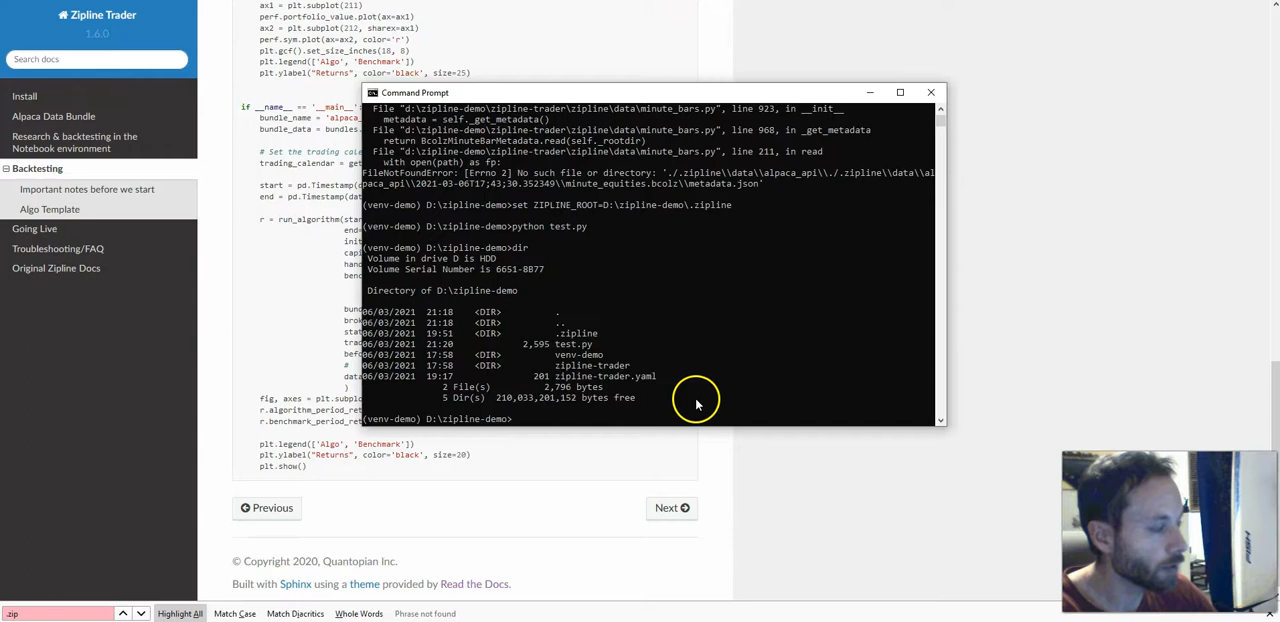 Zipline Trader
1.6.0
Search docs
Install
Alpaca Data Bundle
Research & backtesting in the
Notebook environment
Backtesting
Important notes before we start
Algo Template
Going Live
Troubleshooting/FAQ
Original Zipline Docs
ax1 = plt.subplot(211)
perf.portfolio_value.plot(ax=ax1)
ax2 = plt.subplot(212, sharex=ax1)
perf.sym.plot(ax=ax2, color='r')
plt.gcf().set_size_inches(18, 8)
plt.legend(['Algo', 'Benchmark'])
plt.ylabel("Returns", color='black', size=25)
if __name__ == '__main__':
bundle_name = 'alpaca_
bundle_data = bundles.
# Set the trading cale
trading_calendar = get
start = pd.Timestamp(d
end = pd.Timestamp(dat
r = run_algorithm(star
end=
init
capi
hand
benc
bund
brok
stat
trad
befo
#
data
)
fig, axes = plt.subplo
r.algorithm_period_ret
r.benchmark_period_ret
plt.legend(['Algo', 'Benchmark'])
plt.ylabel("Returns", color='black', size=20)
plt.show()
Command Prompt
File "d:\zipline-demo\zipline-trader\zipline\data\minute_bars.py", line 923, in __init__
metadata = self._get_metadata()
File "d:\zipline-demo\zipline-trader\zipline\data\minute_bars.py", line 968, in _get_metadata
return BcolzMinuteBarMetadata.read(self._rootdir)
File "d:\zipline-demo\zipline-trader\zipline\data\minute_bars.py", line 211, in read
with open(path) as fp:
FileNotFoundError: [Errno 2] No such file or directory: './.zipline\\data\\alpaca_api\\./.zipline\\data\\al
paca_api\\2021-03-06T17;43;30.352349\\minute_equities.bcolz\\metadata.json'
(venv-demo) D:\zipline-demo>set ZIPLINE_ROOT=D:\zipline-demo\.zipline
(venv-demo) D:\zipline-demo>python test.py
(venv-demo) D:\zipline-demo>dir
Volume in drive D is HDD
Volume Serial Number is 6651-8B77
Directory of D:\zipline-demo
06/03/2021 21:18 <DIR> .
06/03/2021 21:18 <DIR> ..
06/03/2021 19:51 <DIR> .zipline
06/03/2021 21:20 2,595 test.py
06/03/2021 17:58 <DIR> venv-demo
06/03/2021 17:58 <DIR> zipline-trader
06/03/2021 19:17 201 zipline-trader.yaml
2 File(s) 2,796 bytes
5 Dir(s) 210,033,201,152 bytes free
(venv-demo) D:\zipline-demo>
Previous
Next
© Copyright 2020, Quantopian Inc.
Built with Sphinx using a theme provided by Read the Docs.
.zip
Highlight All
Match Case
Match Diacritics
Whole Words
Phrase not found